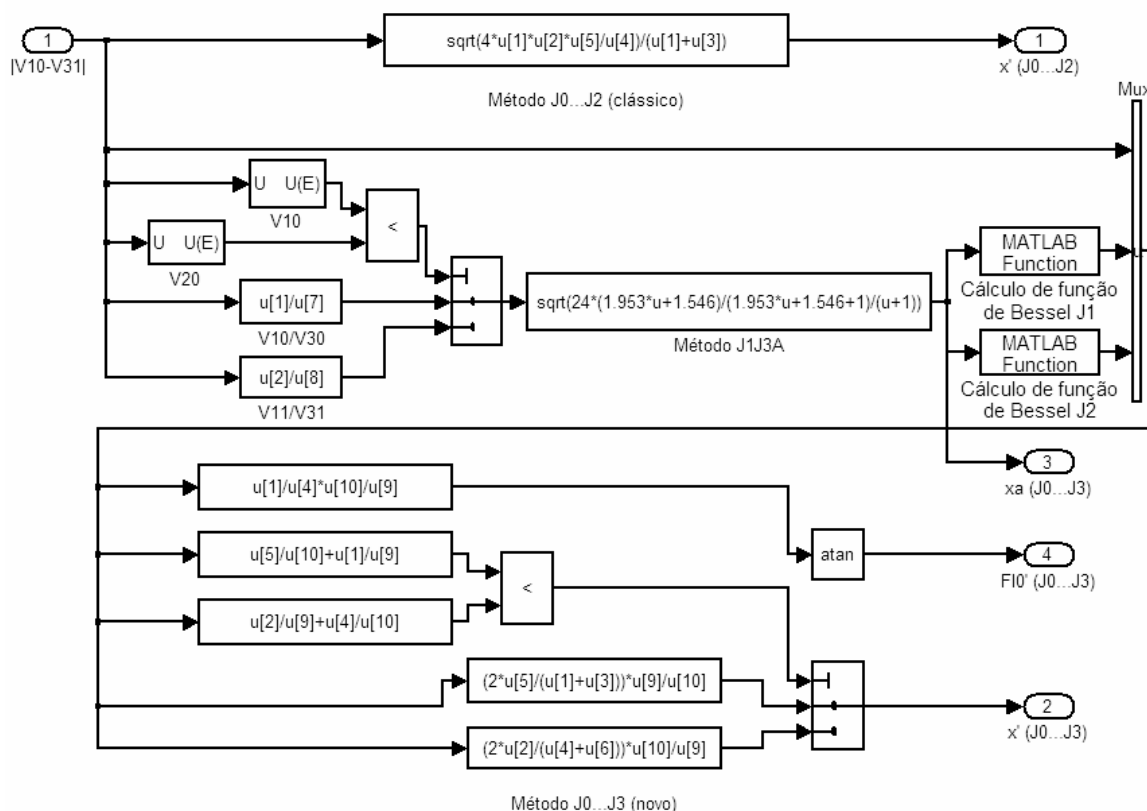 1
|V10-V31|
sqrt(4*u[1]*u[2]*u[5]/u[4])/(u[1]+u[3])
1
x' (J0...J2)
Método J0...J2 (clássico)
Mux
U U(E)
V10
<
U U(E)
V20
u[1]/u[7]
V10/V30
u[2]/u[8]
V11/V31
sqrt(24*(1.953*u+1.546)/(1.953*u+1.546+1)/(u+1))
Método J1J3A
MATLAB
Function
Cálculo de função
de Bessel J1
MATLAB
Function
Cálculo de função
de Bessel J2
3
xa (J0...J3)
u[1]/u[4]*u[10]/u[9]
atan
4
FI0' (J0...J3)
u[5]/u[10]+u[1]/u[9]
<
u[2]/u[9]+u[4]/u[10]
(2*u[5]/(u[1]+u[3]))*u[9]/u[10]
2
x' (J0...J3)
(2*u[2]/(u[4]+u[6]))*u[10]/u[9]
Método J0...J3 (novo)